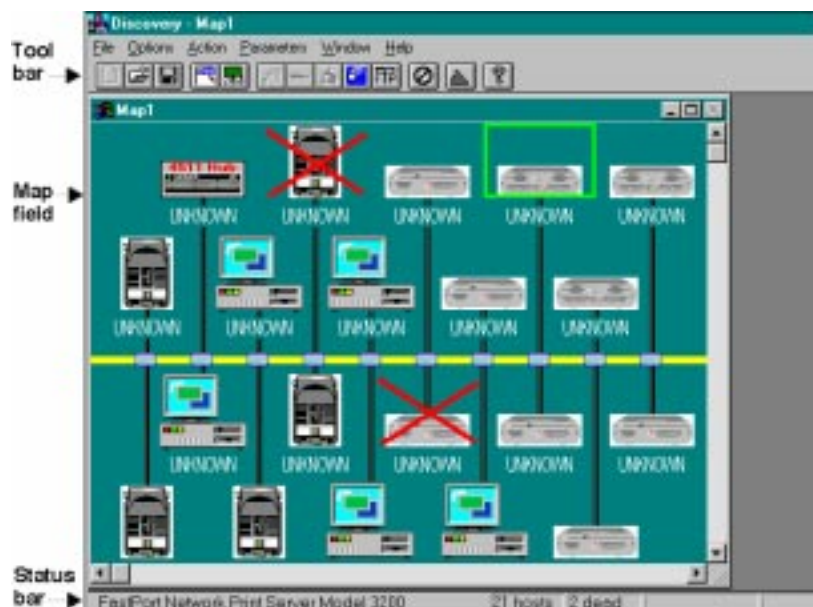 Discovery - Map1
File Options Action Parameters Window Help
Tool
bar
Map1
Map
field
4511 Hub
UNKNOWN UNKNOWN UNKNOWN UNKNOWN UNKNOWN
UNKNOWN UNKNOWN UNKNOWN UNKNOWN UNKNOWN
UNKNOWN UNKNOWN UNKNOWN UNKNOWN UNKNOWN
Status
bar
FastPort Network Print Server Model 3200 21 hosts 2 dead